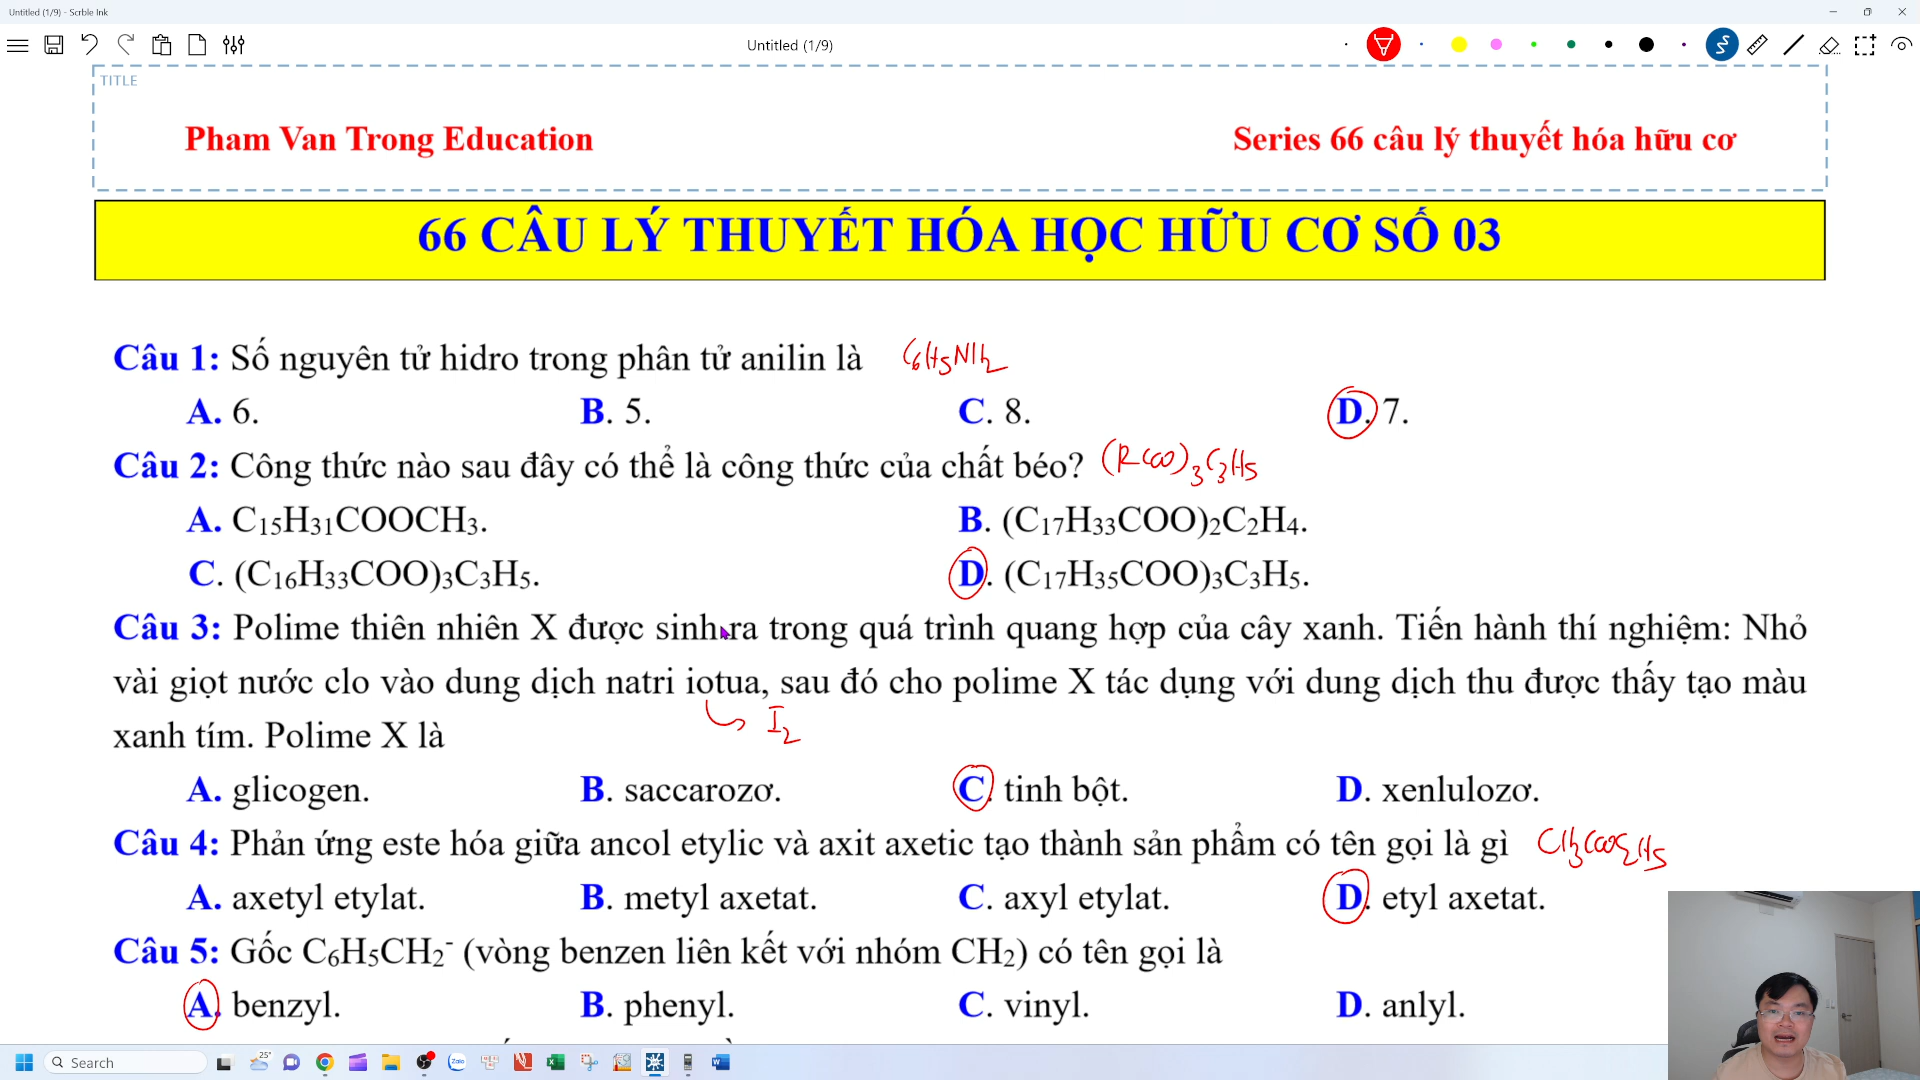 Untitled (1/9) - Scrble Ink
Untitled (1/9)
TITLE
Pham Van Trong Education Series 66 câu lý thuyết hóa hữu cơ
66 CÂU LÝ THUYẾT HÓA HỌC HỮU CƠ SỐ 03
Câu 1: Số nguyên tử hidro trong phân tử anilin là C6H5NH2
A. 6. B. 5. C. 8. D. 7.
Câu 2: Công thức nào sau đây có thể là công thức của chất béo? (RCOO)3C3H5
A. C15H31COOCH3. B. (C17H33COO)2C2H4.
C. (C16H33COO)3C3H5. D. (C17H35COO)3C3H5.
Câu 3: Polime thiên nhiên X được sinh ra trong quá trình quang hợp của cây xanh. Tiến hành thí nghiệm: Nhỏ
vài giọt nước clo vào dung dịch natri iotua, sau đó cho polime X tác dụng với dung dịch thu được thấy tạo màu
I2
xanh tím. Polime X là
A. glicogen. B. saccarozơ. C. tinh bột. D. xenlulozơ.
Câu 4: Phản ứng este hóa giữa ancol etylic và axit axetic tạo thành sản phẩm có tên gọi là gì CH3COOC2H5
A. axetyl etylat. B. metyl axetat. C. axyl etylat. D. etyl axetat.
Câu 5: Gốc C6H5CH2- (vòng benzen liên kết với nhóm CH2) có tên gọi là
A. benzyl. B. phenyl. C. vinyl. D. anlyl.
Search
25°
Zalo